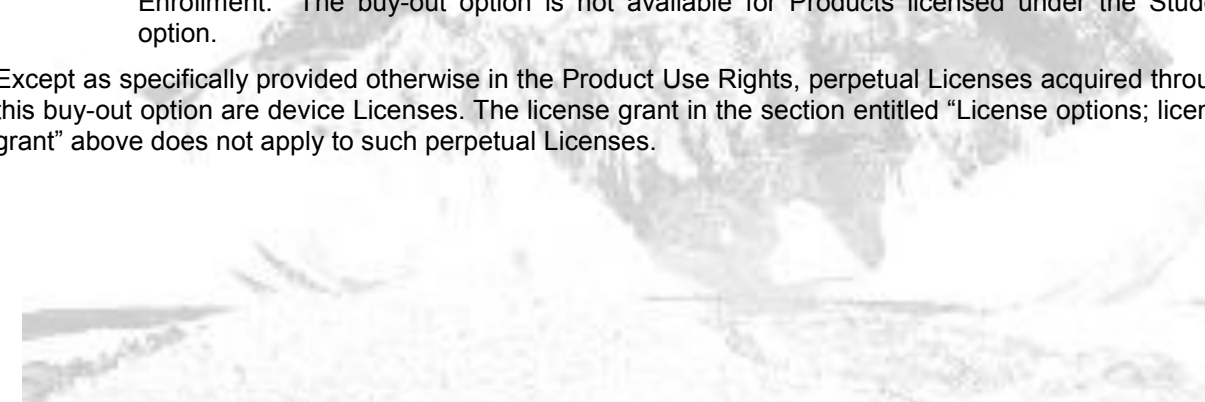 Enrollment. The buy-out option is not available for Products licensed under the Stude
option.
Except as specifically provided otherwise in the Product Use Rights, perpetual Licenses acquired throu
this buy-out option are device Licenses. The license grant in the section entitled “License options; licen
grant” above does not apply to such perpetual Licenses.